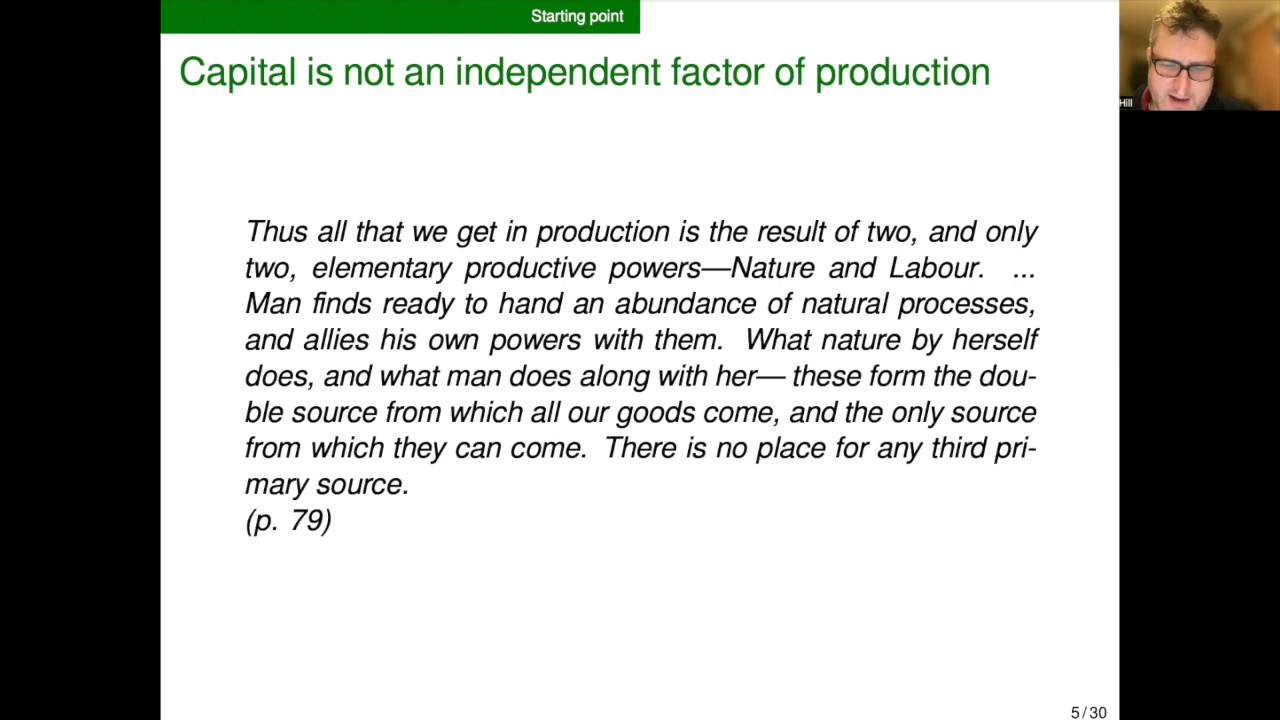 Starting point
Capital is not an independent factor of production
Thus all that we get in production is the result of two, and only
two, elementary productive powers—Nature and Labour. ...
Man finds ready to hand an abundance of natural processes,
and allies his own powers with them. What nature by herself
does, and what man does along with her— these form the dou-
ble source from which all our goods come, and the only source
from which they can come. There is no place for any third pri-
mary source.
(p. 79)
Hill
5 / 30